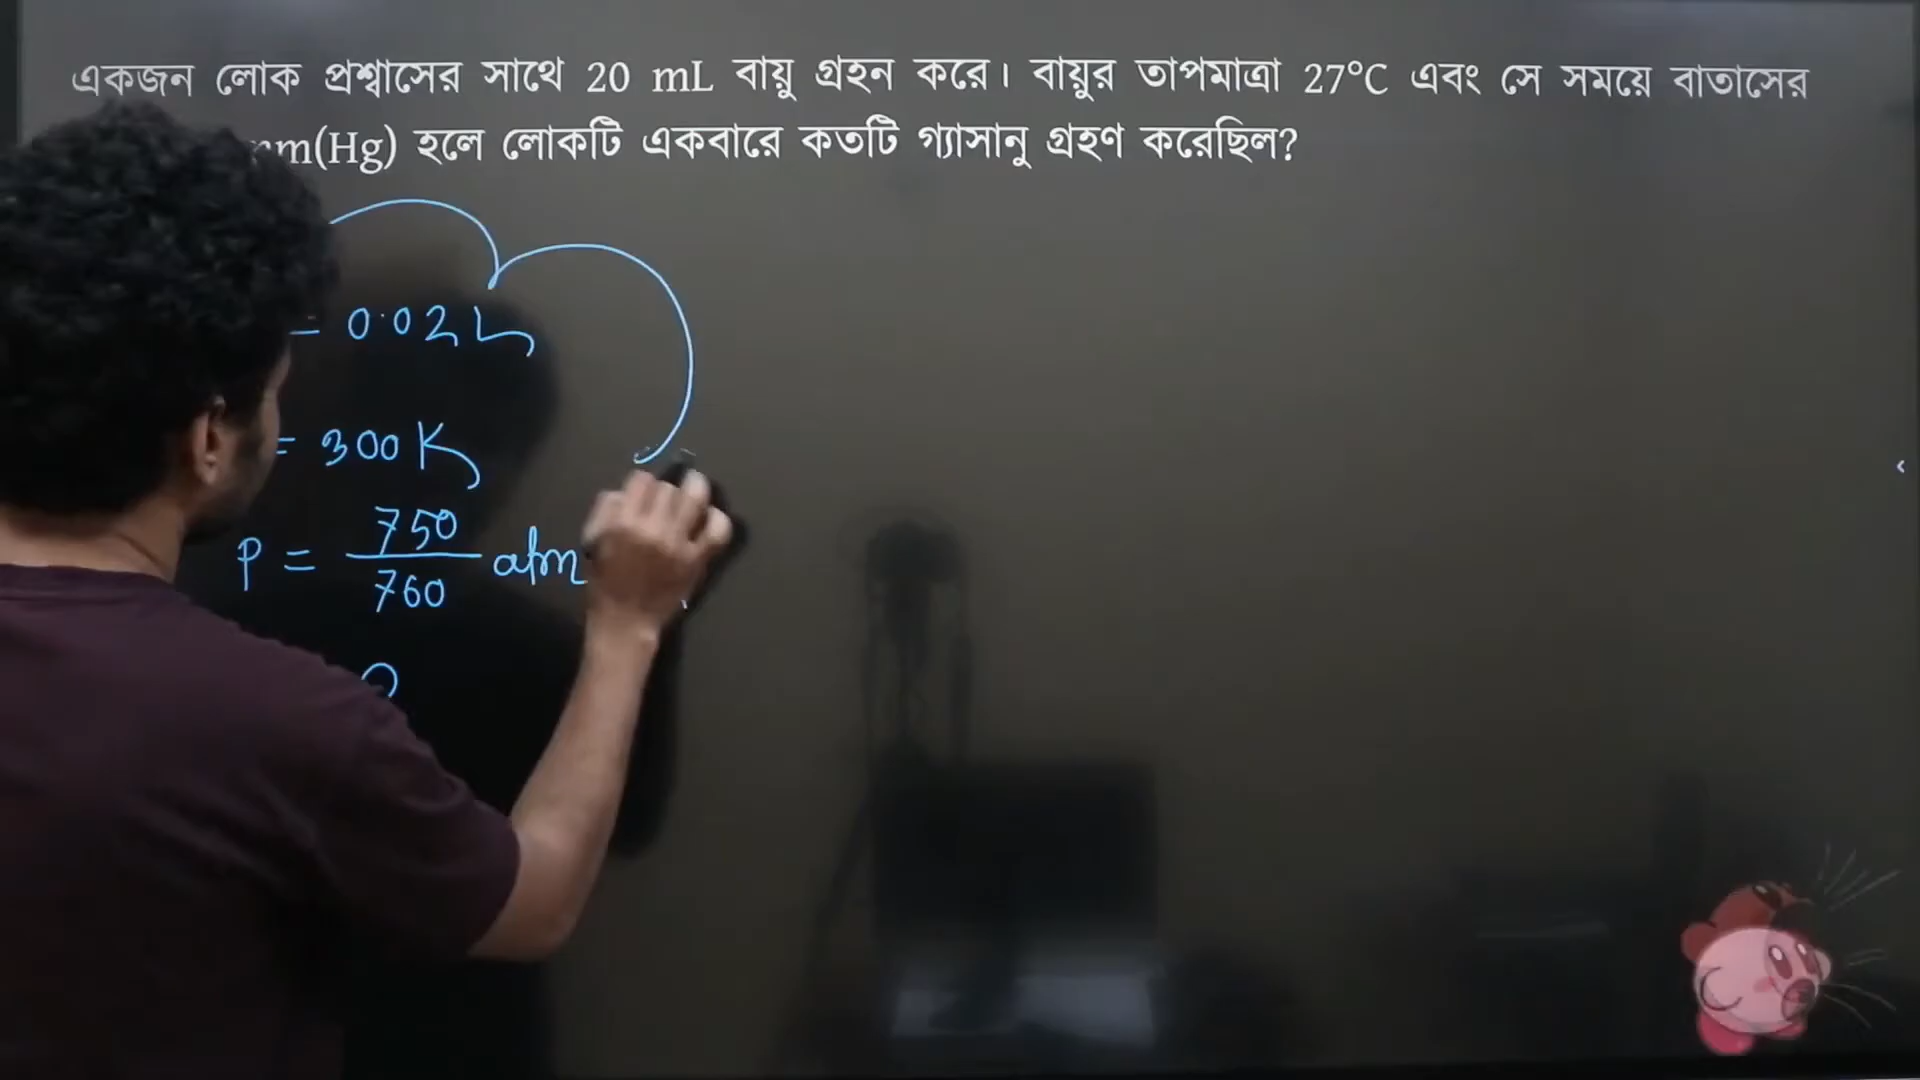 একজন লোক প্রশ্বাসের সাথে 20 mL বায়ু গ্রহন করে। বায়ুর তাপমাত্রা 27°C এবং সে সময়ে বাতাসের
mm(Hg) হলে লোকটি একবারে কতটি গ্যাসানু গ্রহণ করেছিল?
= 0.02 L
= 300 K
P = 750/760 atm